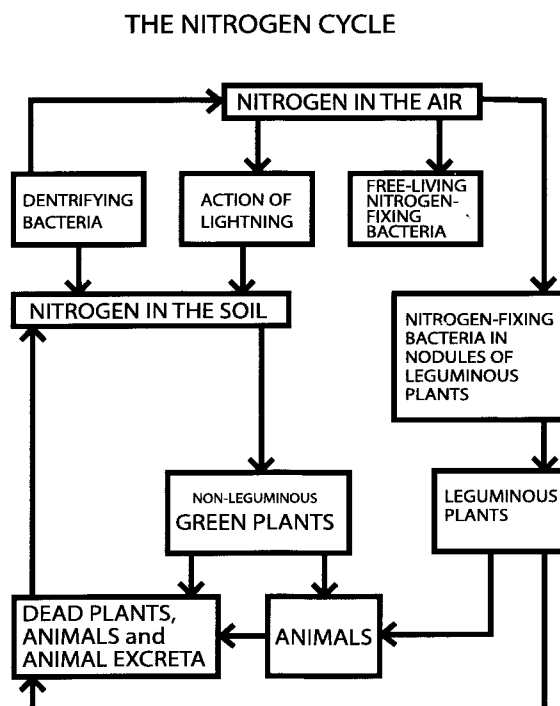 THE NITROGEN CYCLE
NITROGEN IN THE AIR
DENTRIFYING
BACTERIA
ACTION OF
LIGHTNING
FREE-LIVING
NITROGEN-
FIXING
BACTERIA
NITROGEN IN THE SOIL
NITROGEN-FIXING
BACTERIA IN
NODULES OF
LEGUMINOUS
PLANTS
NON-LEGUMINOUS
GREEN PLANTS
LEGUMINOUS
PLANTS
DEAD PLANTS,
ANIMALS and
ANIMAL EXCRETA
ANIMALS